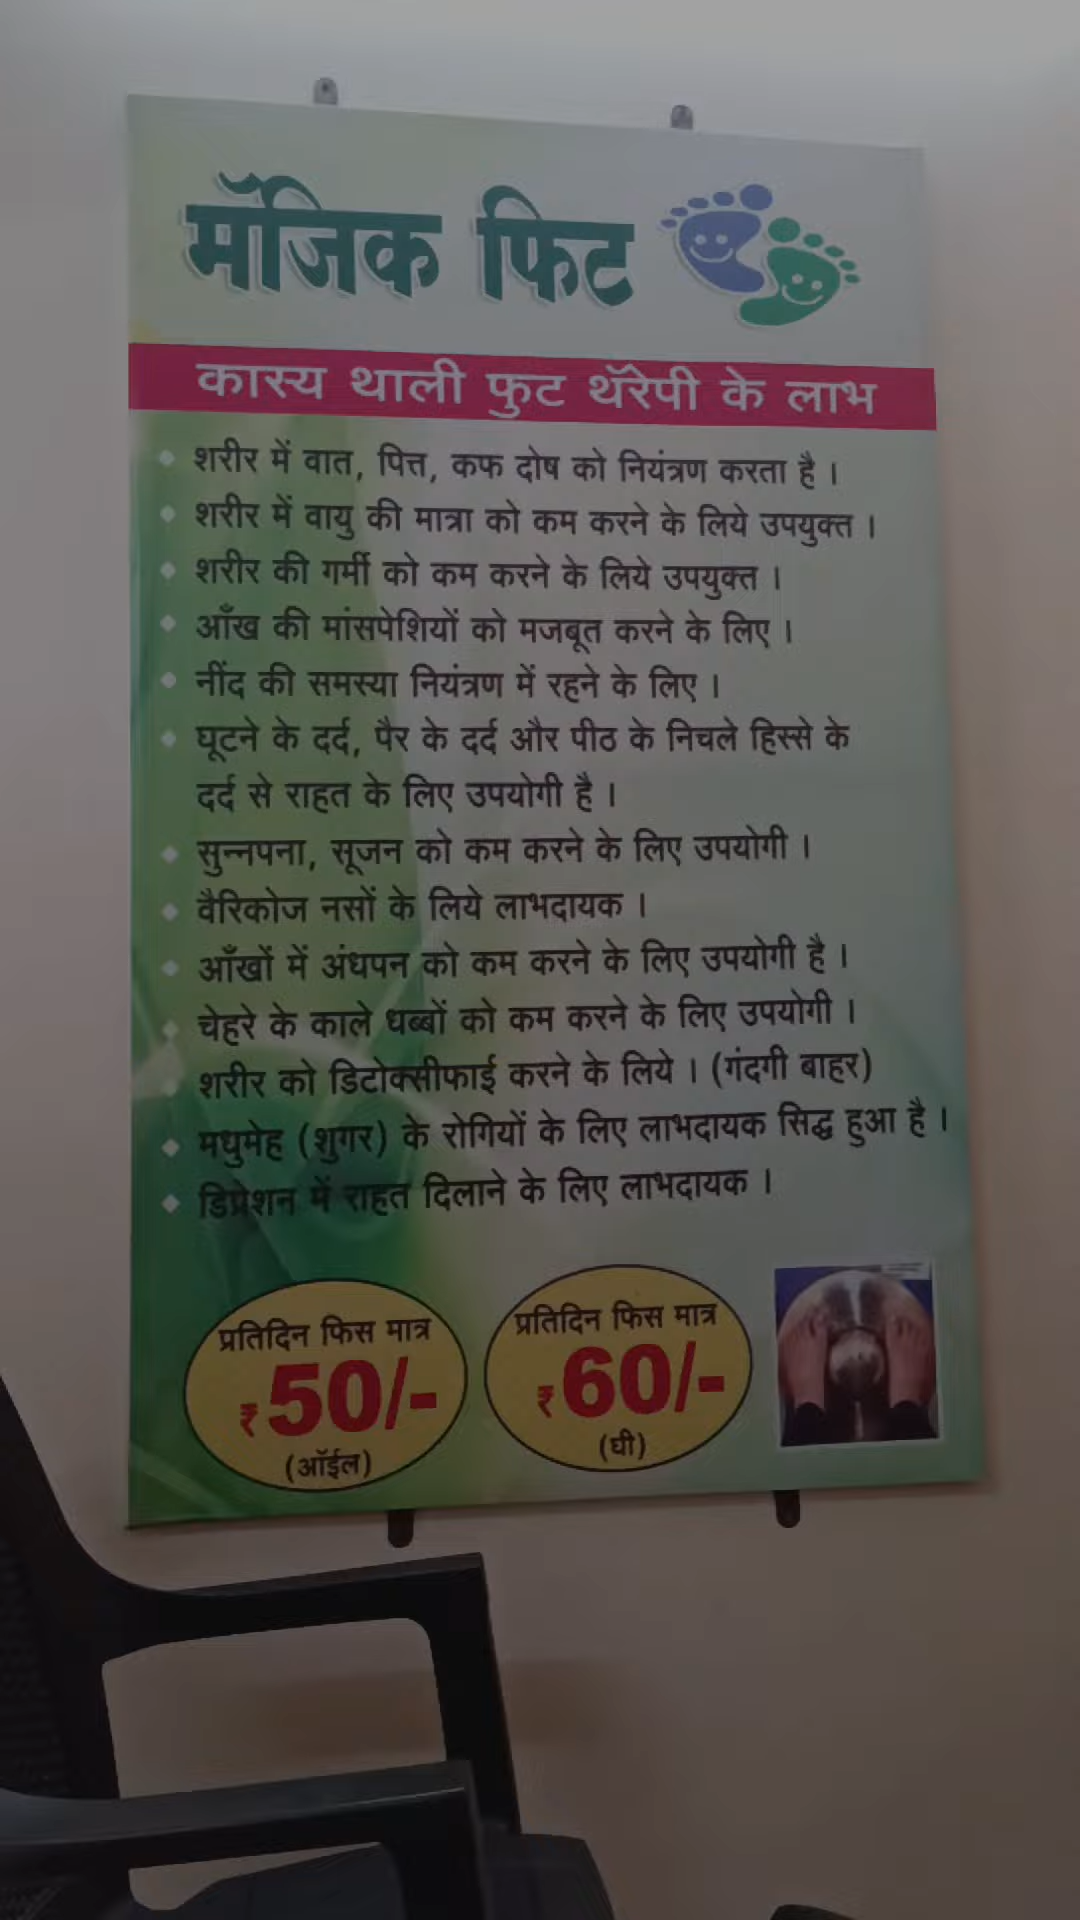 मॅजिक फिट
कास्य थाली फुट थॅरेपी के लाभ
शरीर में वात, पित्त, कफ दोष को नियंत्रण करता है ।
शरीर में वायु की मात्रा को कम करने के लिये उपयुक्त ।
शरीर की गर्मी को कम करने के लिये उपयुक्त ।
आँख की मांसपेशियों को मजबूत करने के लिए ।
नींद की समस्या नियंत्रण में रहने के लिए ।
घूटने के दर्द, पैर के दर्द और पीठ के निचले हिस्से के
दर्द से राहत के लिए उपयोगी है ।
सुन्नपना, सूजन को कम करने के लिए उपयोगी ।
वैरिकोज नसों के लिये लाभदायक ।
आँखों में अंधपन को कम करने के लिए उपयोगी है ।
चेहरे के काले धब्बों को कम करने के लिए उपयोगी ।
शरीर को डिटोक्सीफाई करने के लिये । (गंदगी बाहर)
मधुमेह (शुगर) के रोगियों के लिए लाभदायक सिद्ध हुआ है ।
डिप्रेशन में राहत दिलाने के लिए लाभदायक ।
प्रतिदिन फिस मात्र
₹ 50/-
(ऑईल)
प्रतिदिन फिस मात्र
₹ 60/-
(घी)